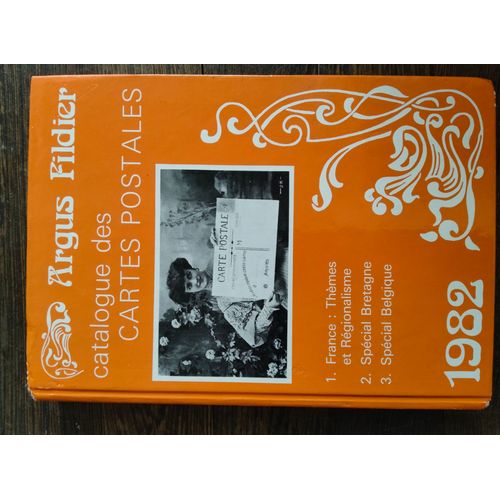 Argus Fildier
catalogue des
CARTES POSTALES
CARTE POSTALE
1. France : Thèmes
et Régionalisme
2. Spécial Bretagne
3. Spécial Belgique
1982